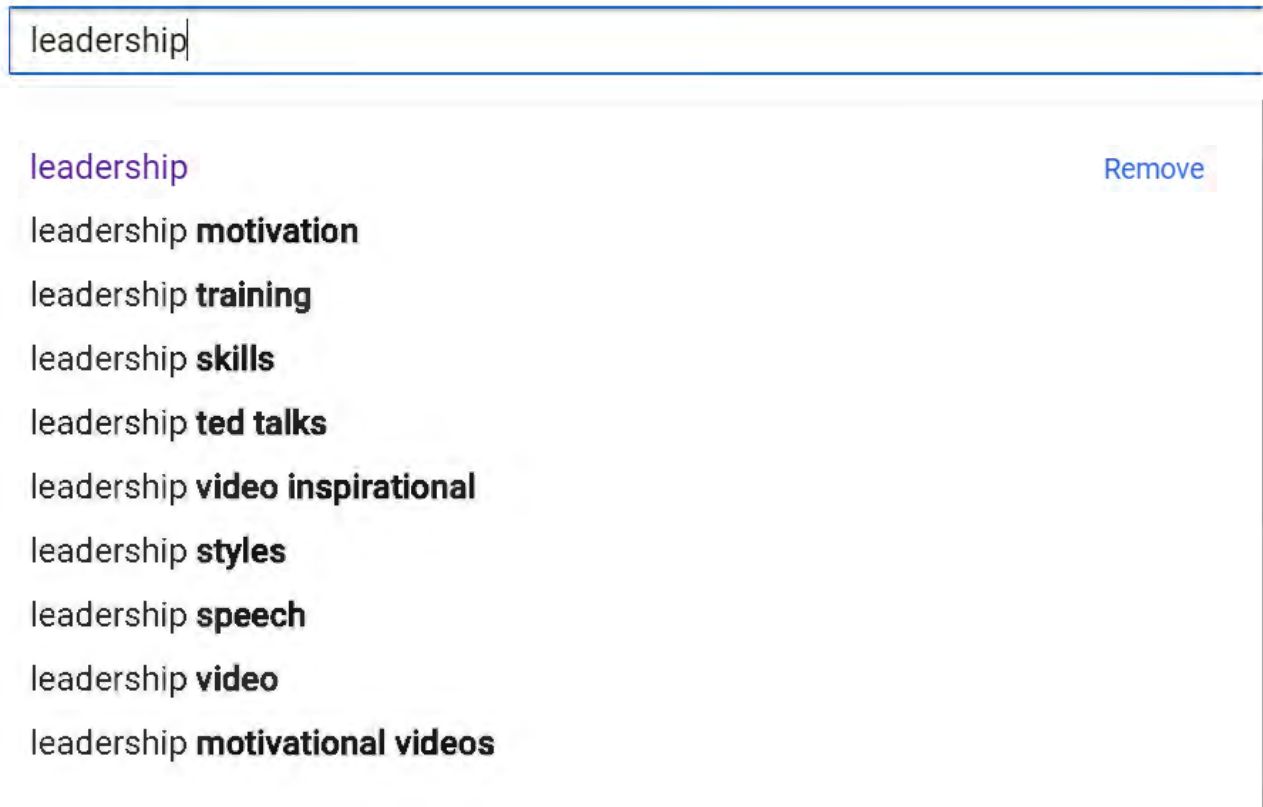 leadership
leadership Remove
leadership motivation
leadership training
leadership skills
leadership ted talks
leadership video inspirational
leadership styles
leadership speech
leadership video
leadership motivational videos